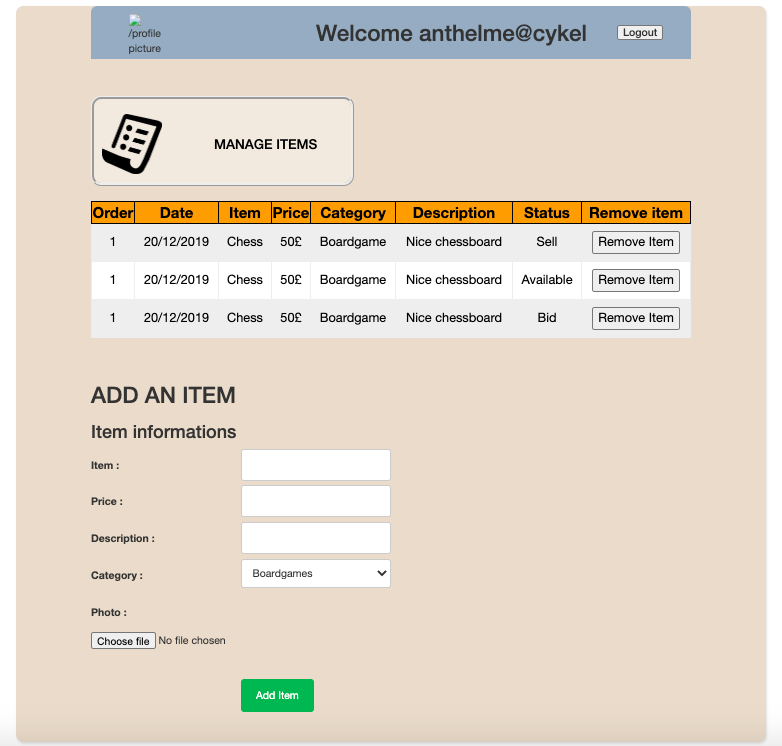 /profile
picture
Welcome anthelme@cykel
Logout
MANAGE ITEMS
Order Date Item Price Category Description Status Remove item
1 20/12/2019 Chess 50£ Boardgame Nice chessboard Sell Remove Item
1 20/12/2019 Chess 50£ Boardgame Nice chessboard Available Remove Item
1 20/12/2019 Chess 50£ Boardgame Nice chessboard Bid Remove Item
ADD AN ITEM
Item informations
Item :
Price :
Description :
Category : Boardgames
Photo :
Choose file No file chosen
Add Item